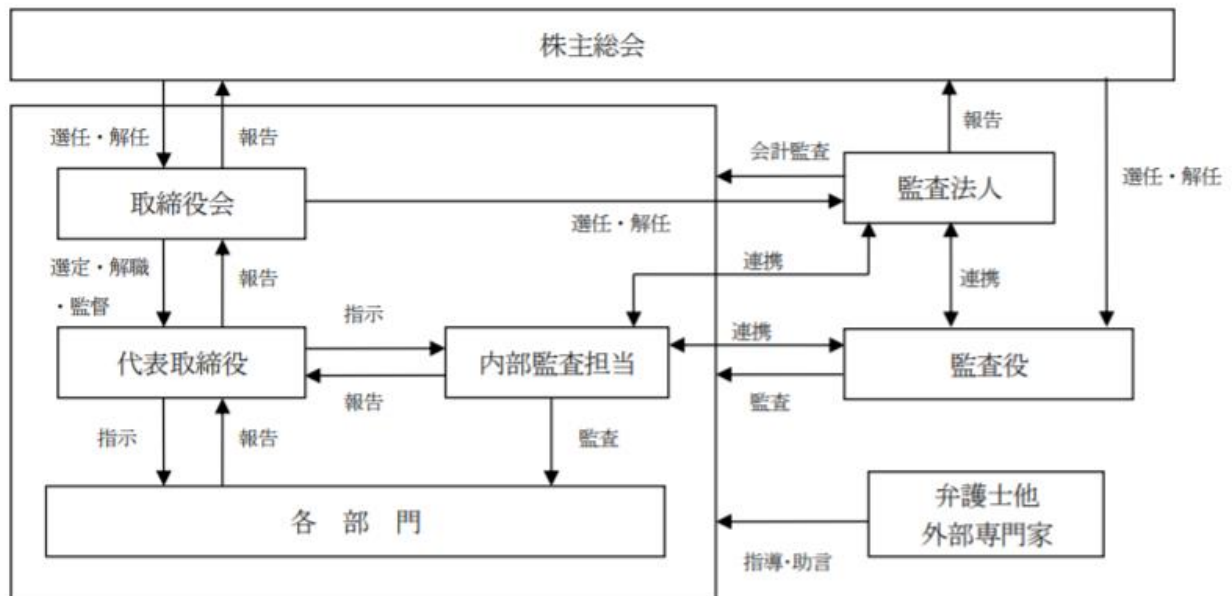 株主総会
選任・解任
報告
報告
会計監査
監査法人
選任・解任
取締役会
選任・解任
選定・解職
・監督
報告
連携
連携
指示
連携
代表取締役
内部監査担当
監査役
報告
監査
指示
報告
監査
各 部 門
弁護士他
外部専門家
指導・助言